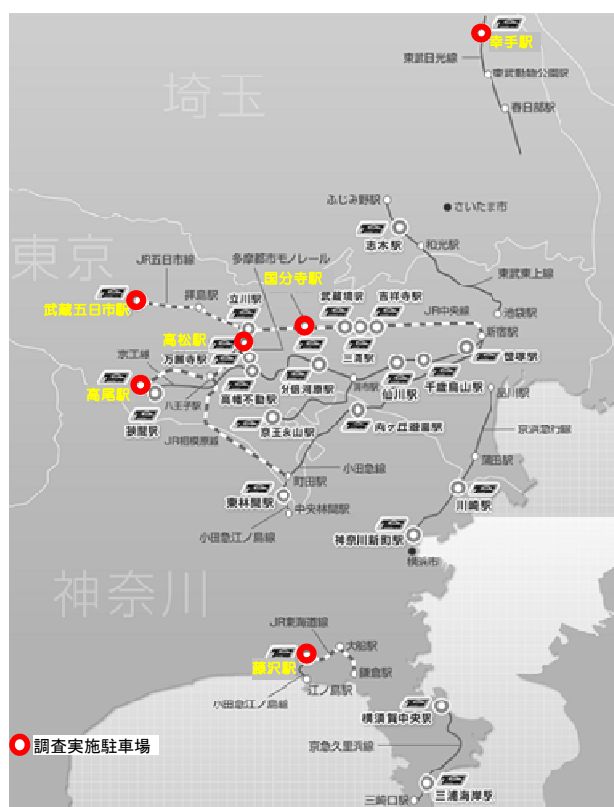 幸手駅
東武日光線
東武動物公園駅
春日部駅
埼玉
ふじみ野駅
さいたま市
志木駅
和光駅
東京
多摩都市モノレール
JR五日市線
国分寺駅
東武東上線
拝島駅
立川駅
武蔵境駅
吉祥寺駅
武蔵五日市駅
JR中央線
池袋駅
高松駅
新宿駅
京王線
万願寺駅
三鷹駅
笹塚駅
高尾駅
八王子駅
高幡不動駅
分倍河原駅
仙川駅
千歳烏山駅
品川駅
狭間駅
京王永山駅
向ヶ丘遊園駅
京浜急行線
JR相模原線
小田急線
蒲田駅
町田駅
東林間駅
中央林間駅
川崎駅
小田急江ノ島線
神奈川新町駅
横浜市
神奈川
JR東海道線
大船駅
藤沢駅
鎌倉駅
江ノ島駅
小田急江ノ島線
横須賀中央駅
調査実施駐車場
京急久里浜線
三浦海岸駅
三崎口駅